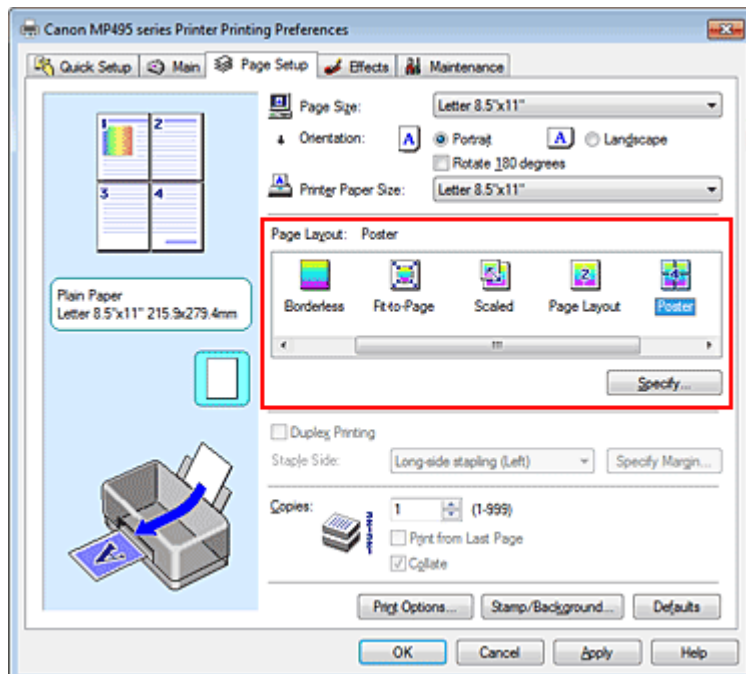 Canon MP495 series Printer Printing Preferences
Quick Setup Main Page Setup Effects Maintenance
1 2
3 4
Plain Paper
Letter 8.5"x11" 215.9x279.4mm
Page Size: Letter 8.5"x11"
Orientation: A Portrait A Landscape
Rotate 180 degrees
Printer Paper Size: Letter 8.5"x11"
Page Layout: Poster
Borderless Fit-to-Page Scaled Page Layout Poster
Specify...
Duplex Printing
Staple Side: Long-side stapling (Left) Specify Margin...
Copies: 1 (1-999)
Print from Last Page
Collate
Print Options... Stamp/Background... Defaults
OK Cancel Apply Help